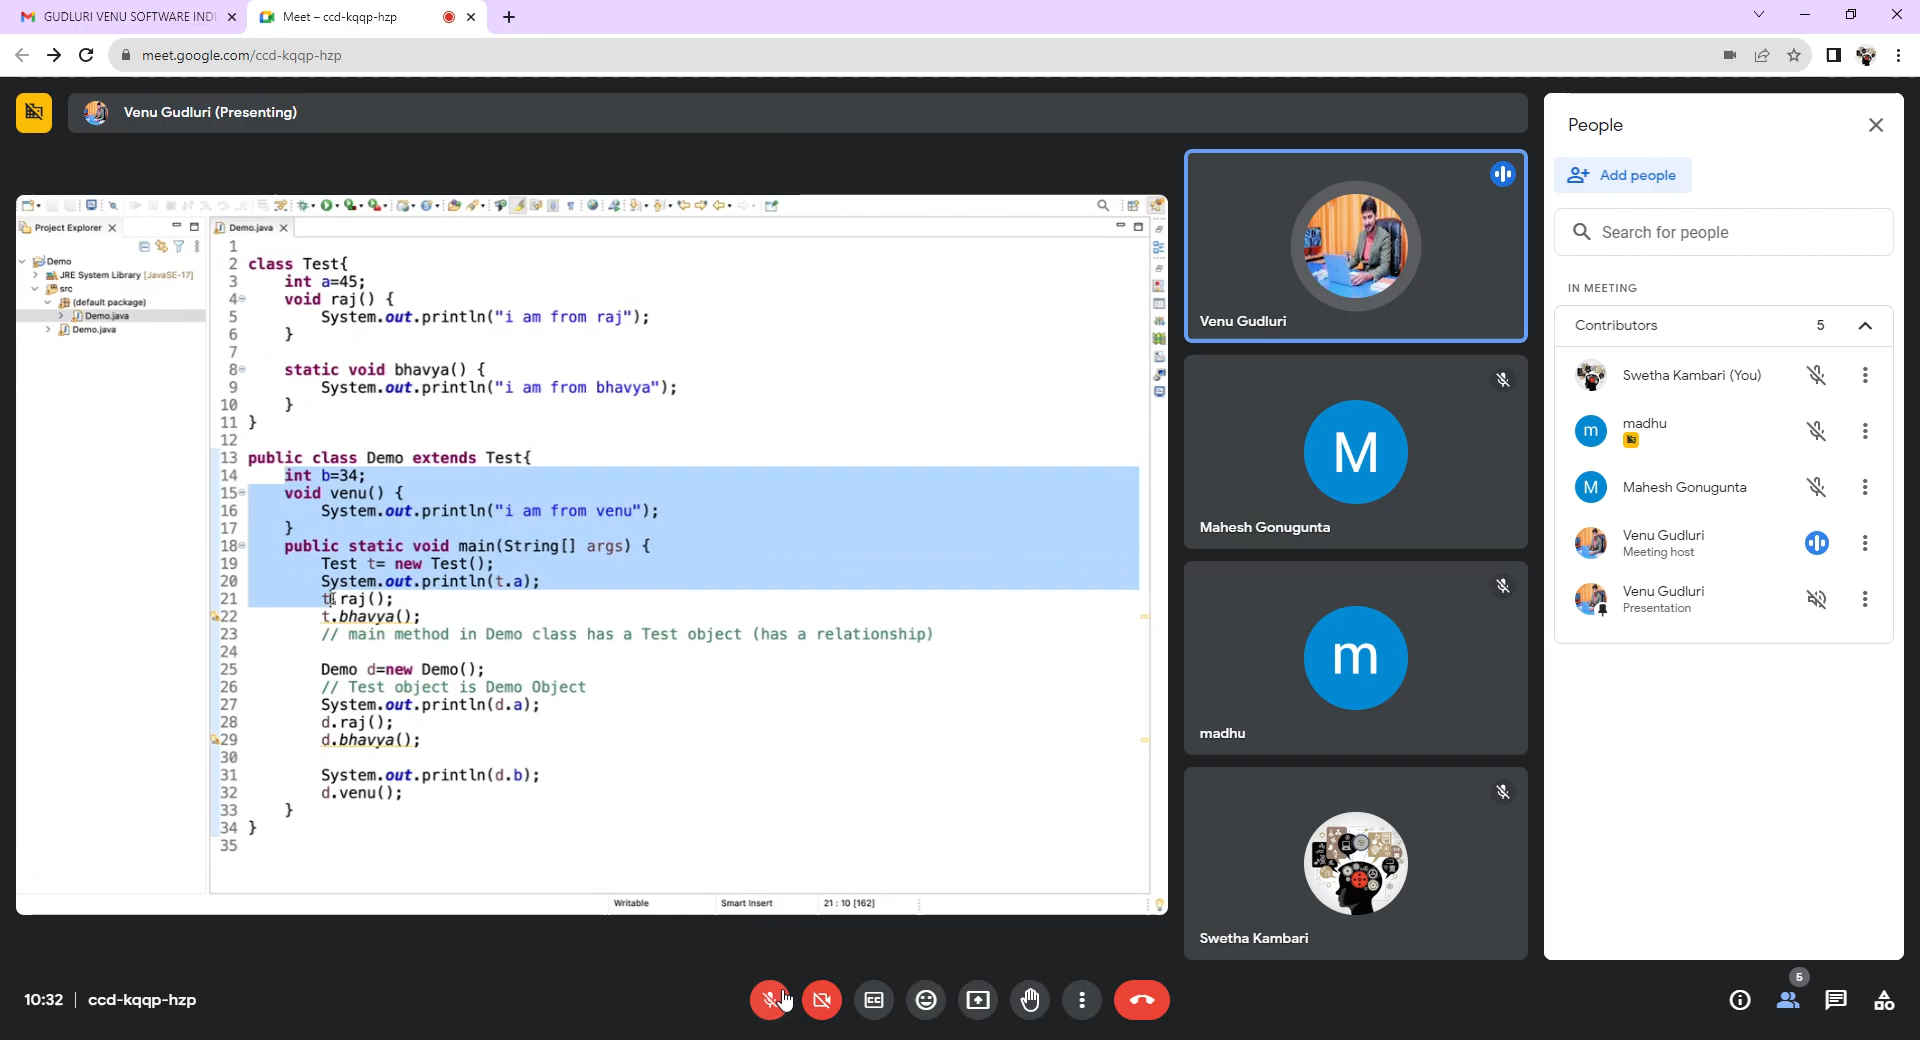 GUDLURI VENU SOFTWARE INDI
Meet – ccd-kqqp-hzp
meet.google.com/ccd-kqqp-hzp
Venu Gudluri (Presenting)
Project Explorer
Demo
JRE System Library [JavaSE-17]
src
(default package)
Demo.java
Demo.java
Demo.java
1
2 class Test{
3     int a=45;
4     void raj() {
5         System.out.println("i am from raj");
6     }
7
8     static void bhavya() {
9         System.out.println("i am from bhavya");
10     }
11 }
12
13 public class Demo extends Test{
14     int b=34;
15     void venu() {
16         System.out.println("i am from venu");
17     }
18     public static void main(String[] args) {
19         Test t= new Test();
20         System.out.println(t.a);
21         t.raj();
22         t.bhavya();
23         // main method in Demo class has a Test object (has a relationship)
24
25         Demo d=new Demo();
26         // Test object is Demo Object
27         System.out.println(d.a);
28         d.raj();
29         d.bhavya();
30
31         System.out.println(d.b);
32         d.venu();
33     }
34 }
35
Writable
Smart Insert
21 : 10 [162]
Venu Gudluri
M
Mahesh Gonugunta
m
madhu
Swetha Kambari
People
Add people
Search for people
IN MEETING
Contributors 5
Swetha Kambari (You)
m madhu
M Mahesh Gonugunta
Venu Gudluri
Meeting host
Venu Gudluri
Presentation
10:32 | ccd-kqqp-hzp
CC
5